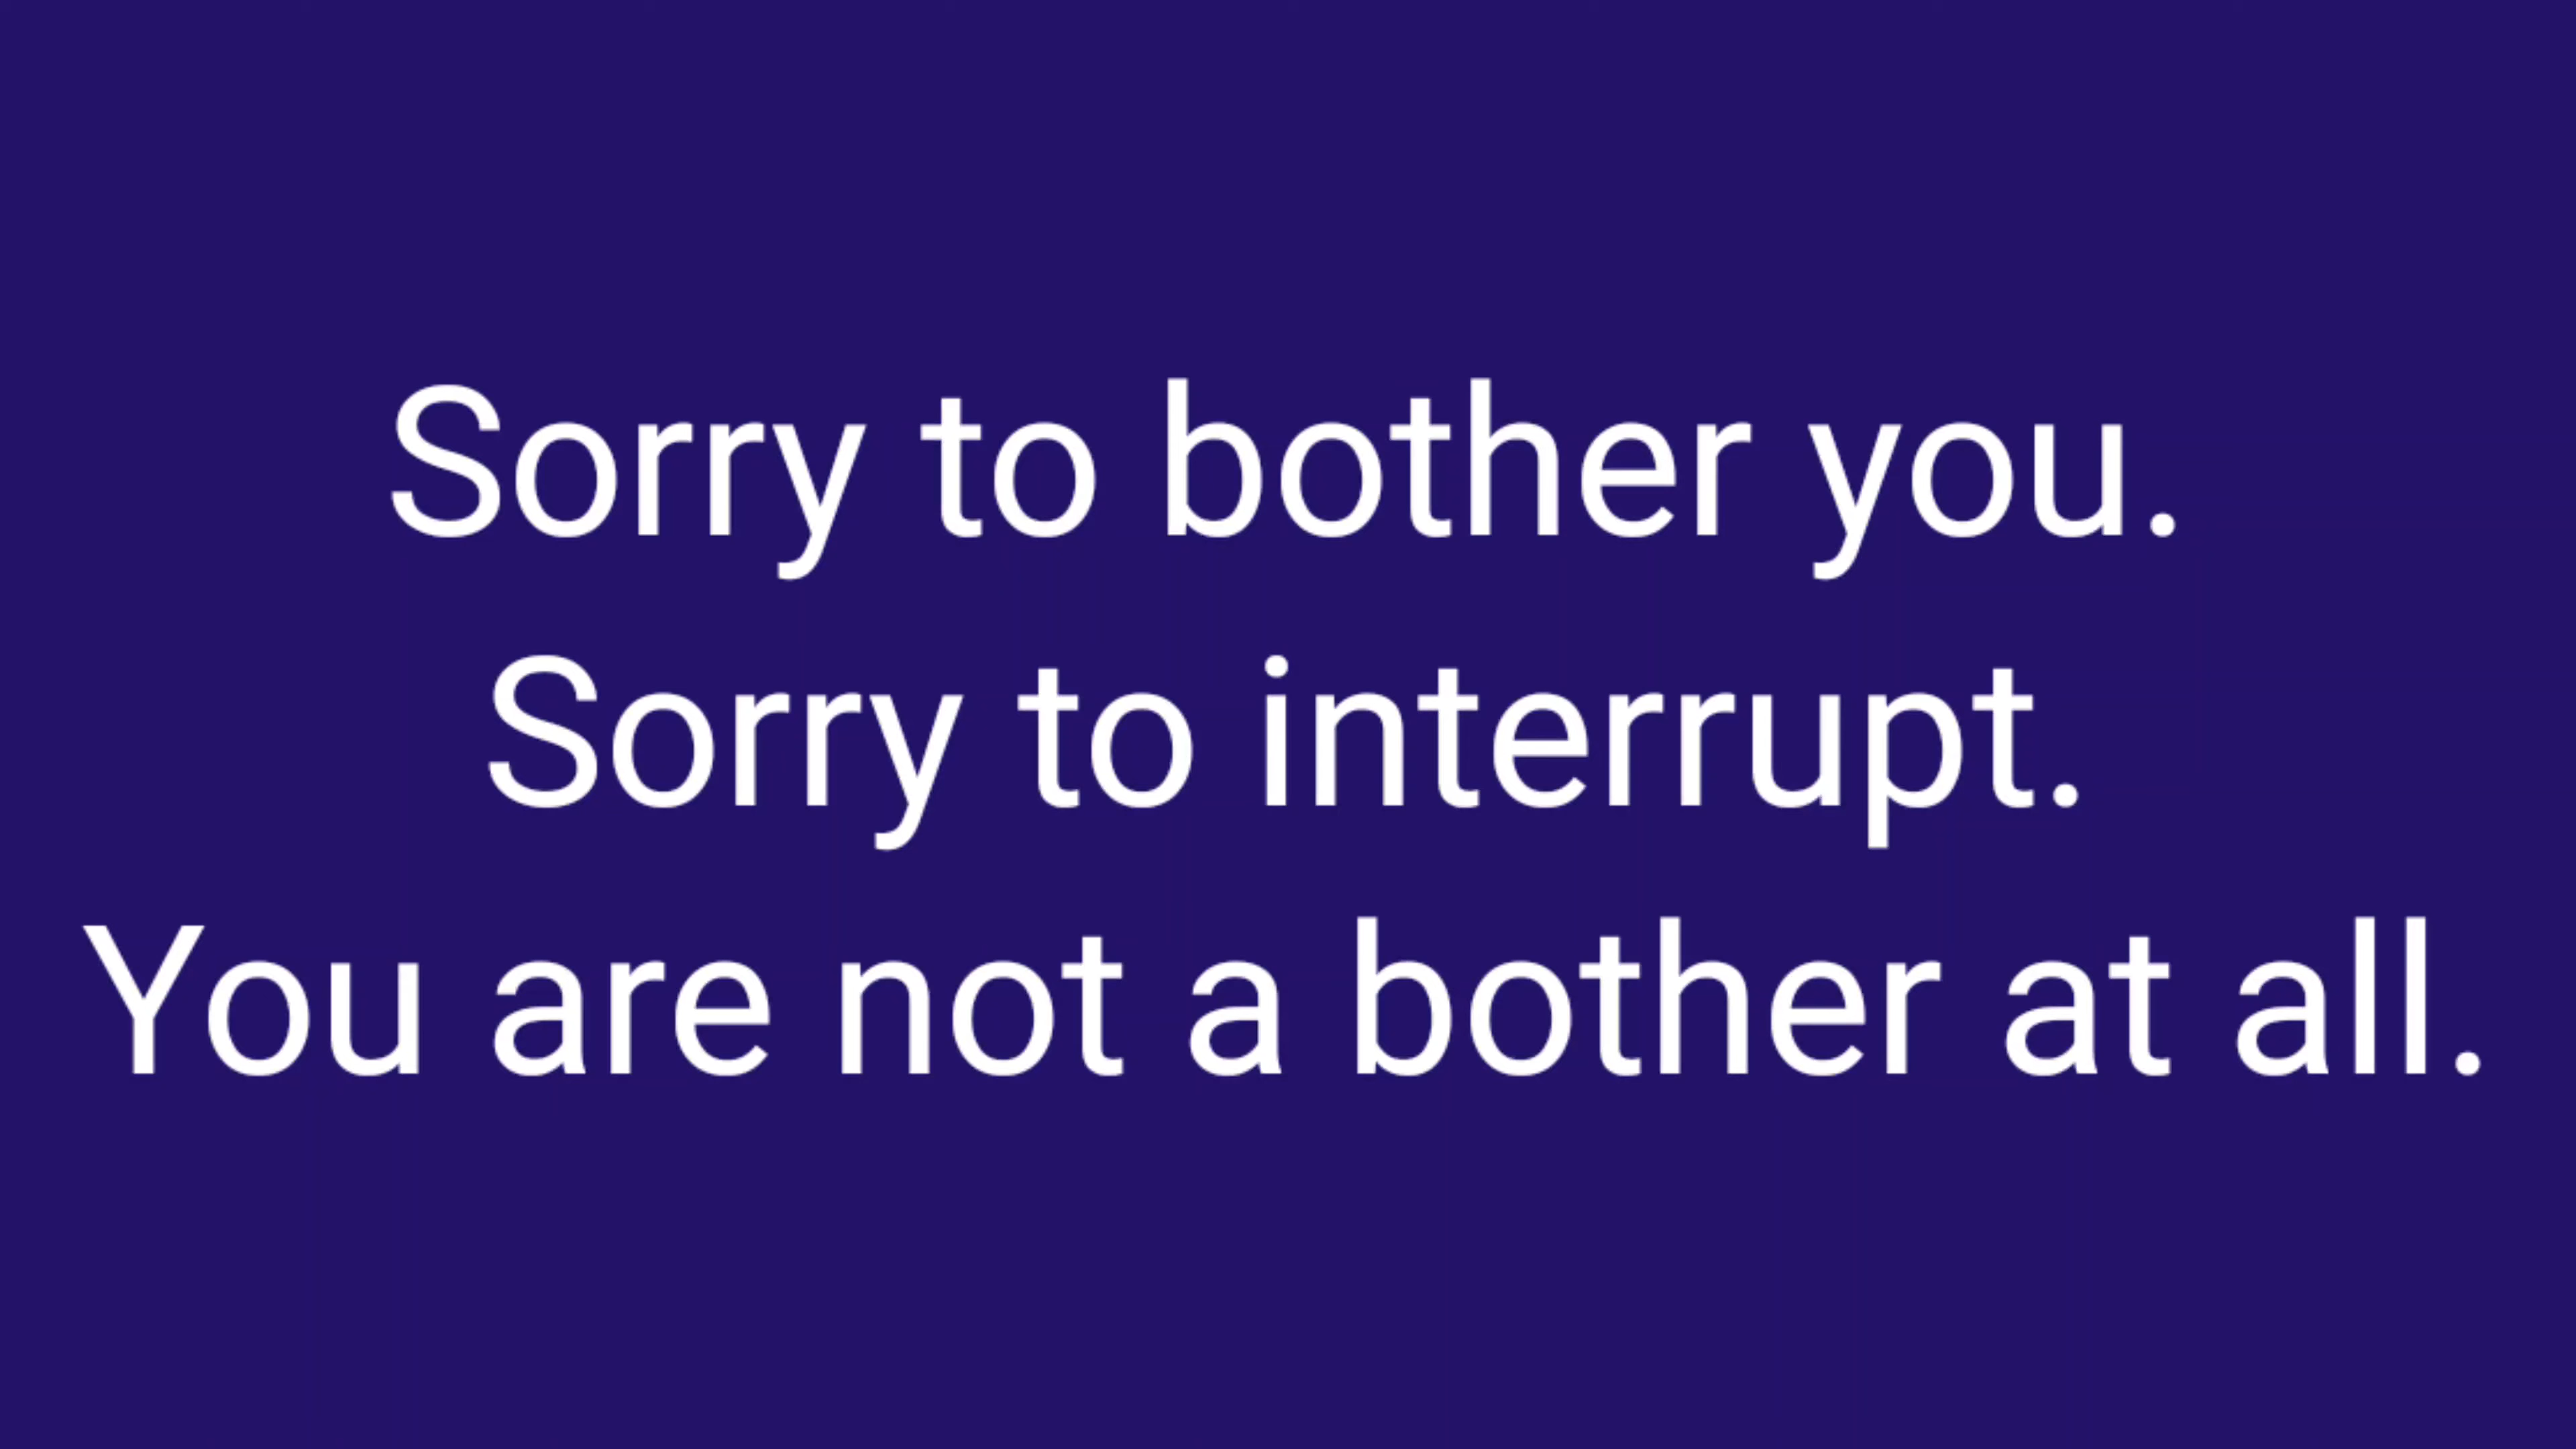 Sorry to bother you.
Sorry to interrupt.
You are not a bother at all.